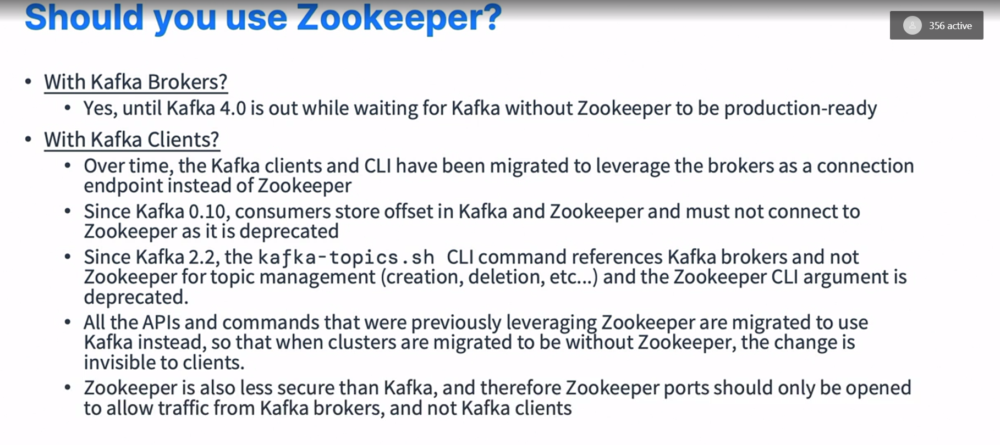 Should you use Zookeeper?
356 active
• With Kafka Brokers?
• Yes, until Kafka 4.0 is out while waiting for Kafka without Zookeeper to be production-ready
• With Kafka Clients?
• Over time, the Kafka clients and CLI have been migrated to leverage the brokers as a connection
endpoint instead of Zookeeper
• Since Kafka 0.10, consumers store offset in Kafka and Zookeeper and must not connect to
Zookeeper as it is deprecated
• Since Kafka 2.2, the kafka-topics.sh CLI command references Kafka brokers and not
Zookeeper for topic management (creation, deletion, etc...) and the Zookeeper CLI argument is
deprecated.
• All the APIs and commands that were previously leveraging Zookeeper are migrated to use
Kafka instead, so that when clusters are migrated to be without Zookeeper, the change is
invisible to clients.
• Zookeeper is also less secure than Kafka, and therefore Zookeeper ports should only be opened
to allow traffic from Kafka brokers, and not Kafka clients